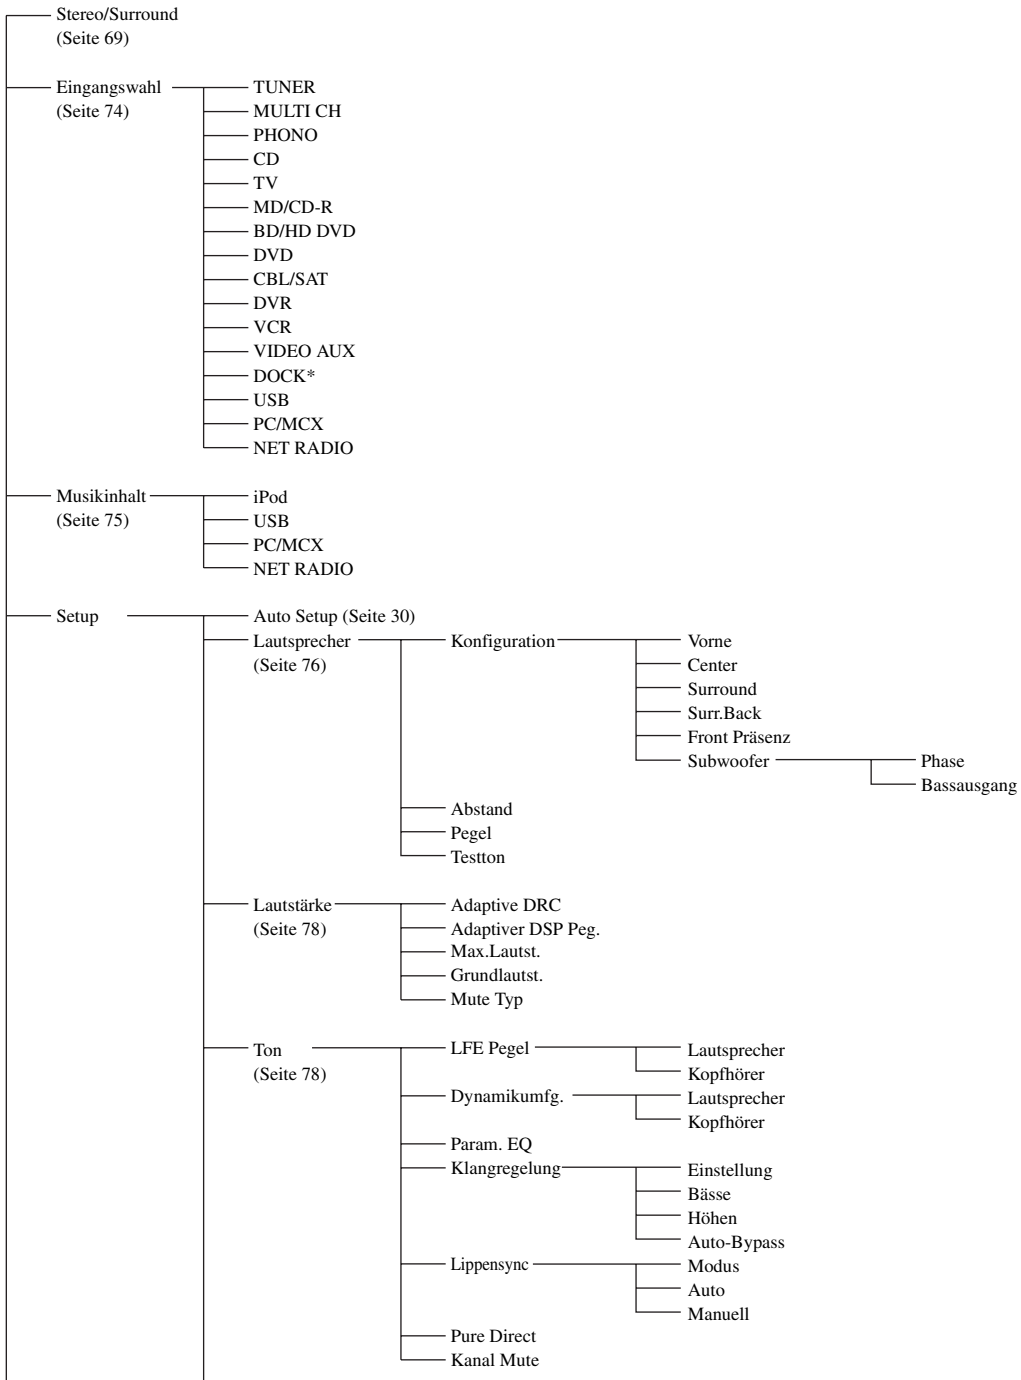 Stereo/Surround
(Seite 69)
Eingangswahl
(Seite 74)
TUNER
MULTI CH
PHONO
CD
TV
MD/CD-R
BD/HD DVD
DVD
CBL/SAT
DVR
VCR
VIDEO AUX
DOCK*
USB
PC/MCX
NET RADIO
Musikinhalt
(Seite 75)
iPod
USB
PC/MCX
NET RADIO
Setup
Auto Setup (Seite 30)
Lautsprecher
(Seite 76)
Konfiguration
Vorne
Center
Surround
Surr.Back
Front Präsenz
Subwoofer
Phase
Bassausgang
Abstand
Pegel
Testton
Lautstärke
(Seite 78)
Adaptive DRC
Adaptiver DSP Peg.
Max.Lautst.
Grundlautst.
Mute Typ
Ton
(Seite 78)
LFE Pegel
Lautsprecher
Kopfhörer
Dynamikumfg.
Lautsprecher
Kopfhörer
Param. EQ
Klangregelung
Einstellung
Bässe
Höhen
Auto-Bypass
Lippensync
Modus
Auto
Manuell
Pure Direct
Kanal Mute